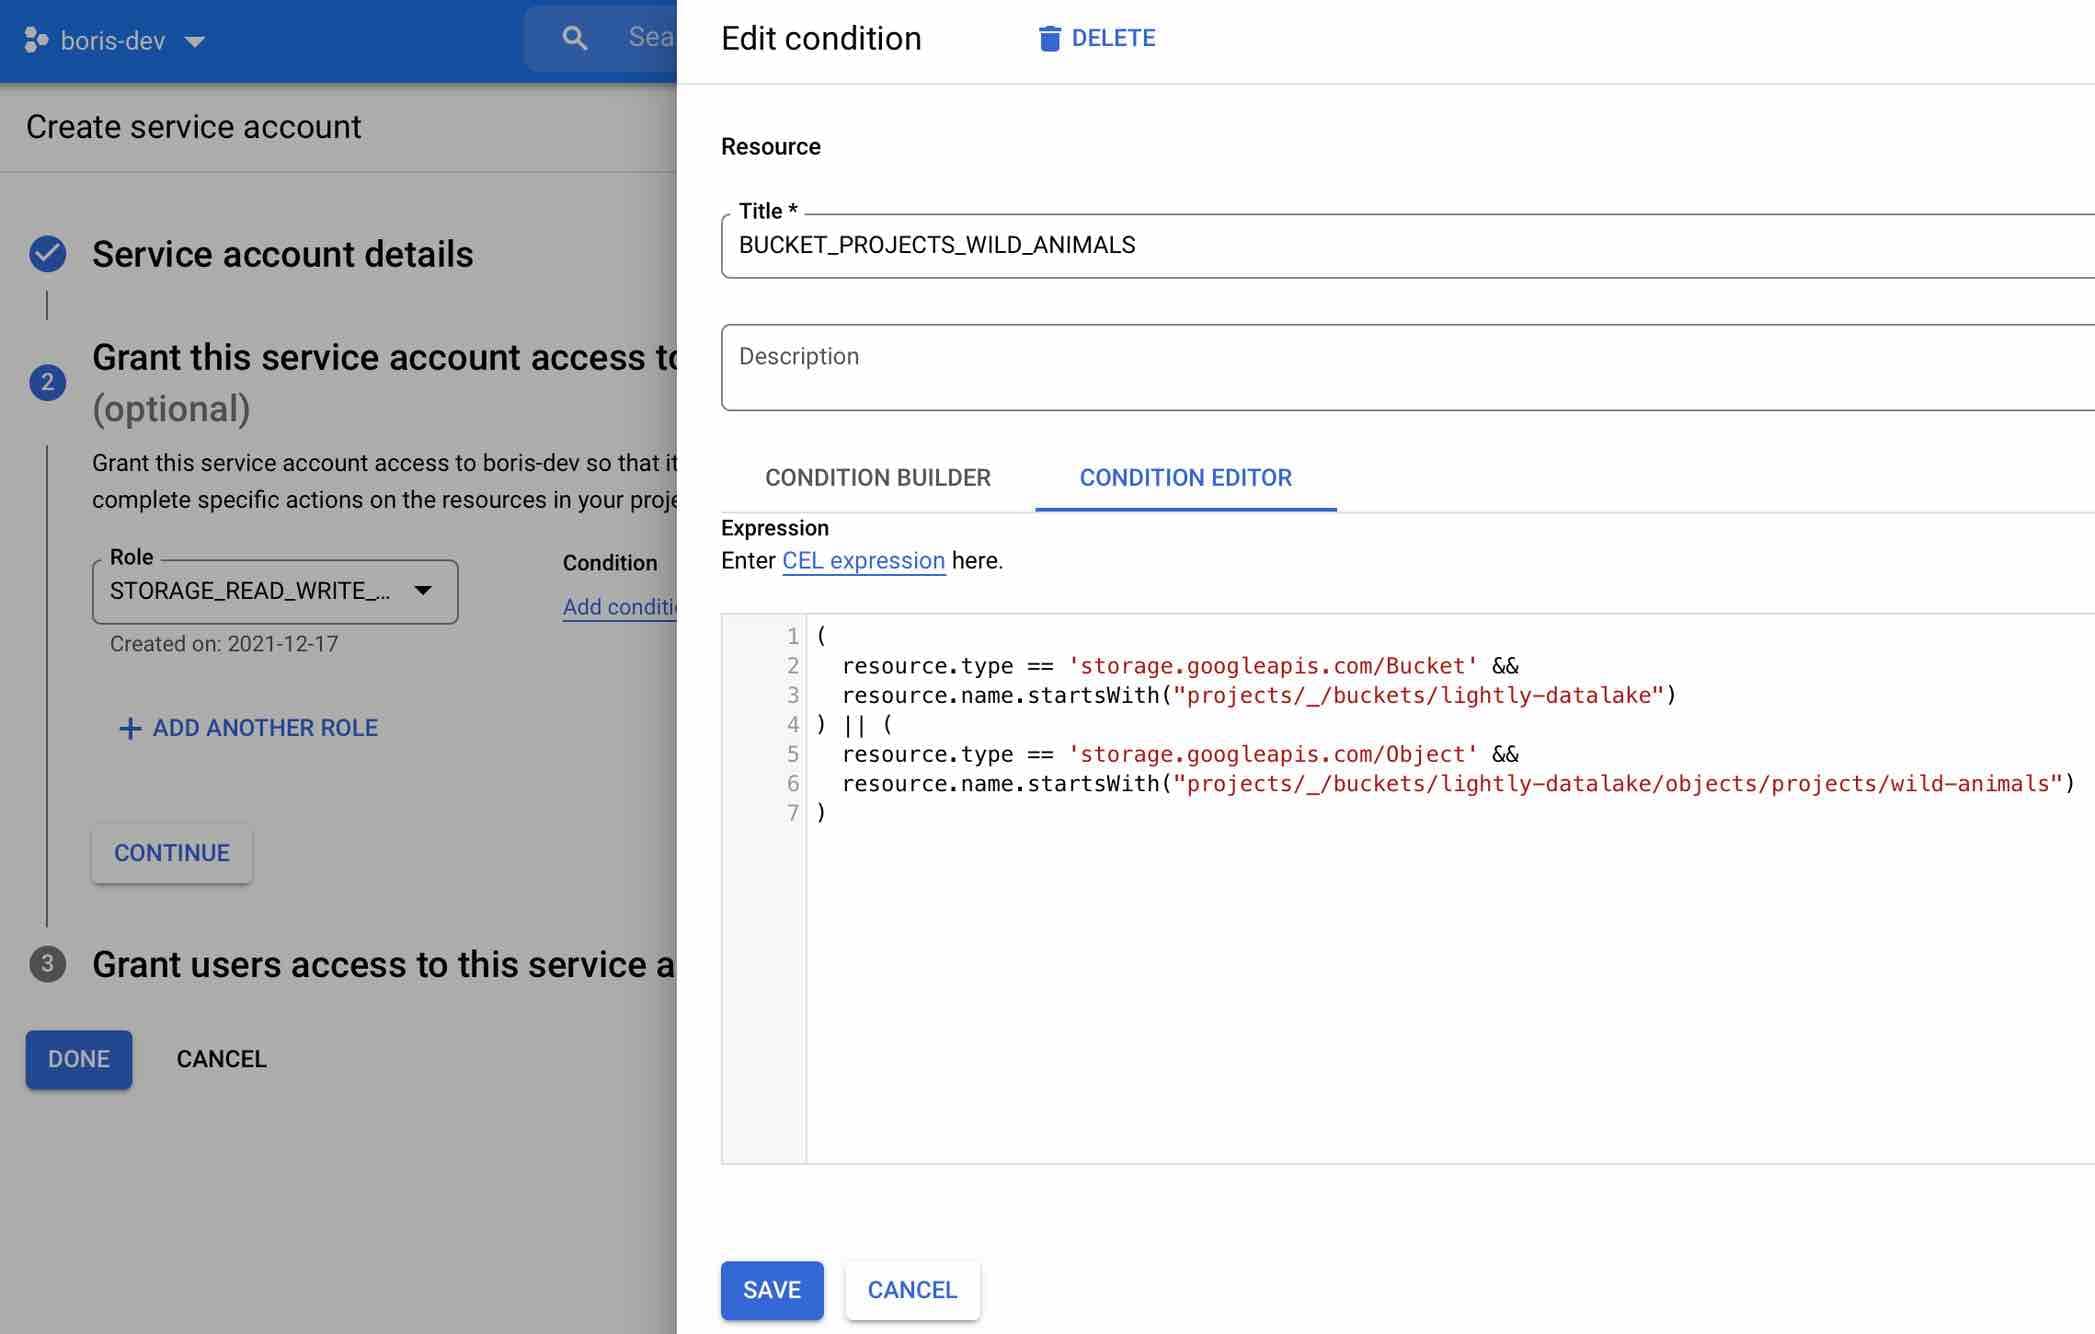 boris-dev
Sea
Create service account
Service account details
2
Grant this service account access to
(optional)
Grant this service account access to boris-dev so that it
complete specific actions on the resources in your proje
Role
STORAGE_READ_WRITE_...
Created on: 2021-12-17
Condition
Add conditi
+ ADD ANOTHER ROLE
CONTINUE
3
Grant users access to this service a
DONE
CANCEL
Edit condition
DELETE
Resource
Title *
BUCKET_PROJECTS_WILD_ANIMALS
Description
CONDITION BUILDER
CONDITION EDITOR
Expression
Enter CEL expression here.
1 (
2 resource.type == 'storage.googleapis.com/Bucket' &&
3 resource.name.startsWith("projects/_/buckets/lightly-datalake")
4 ) || (
5 resource.type == 'storage.googleapis.com/Object' &&
6 resource.name.startsWith("projects/_/buckets/lightly-datalake/objects/projects/wild-animals")
7 )
SAVE
CANCEL